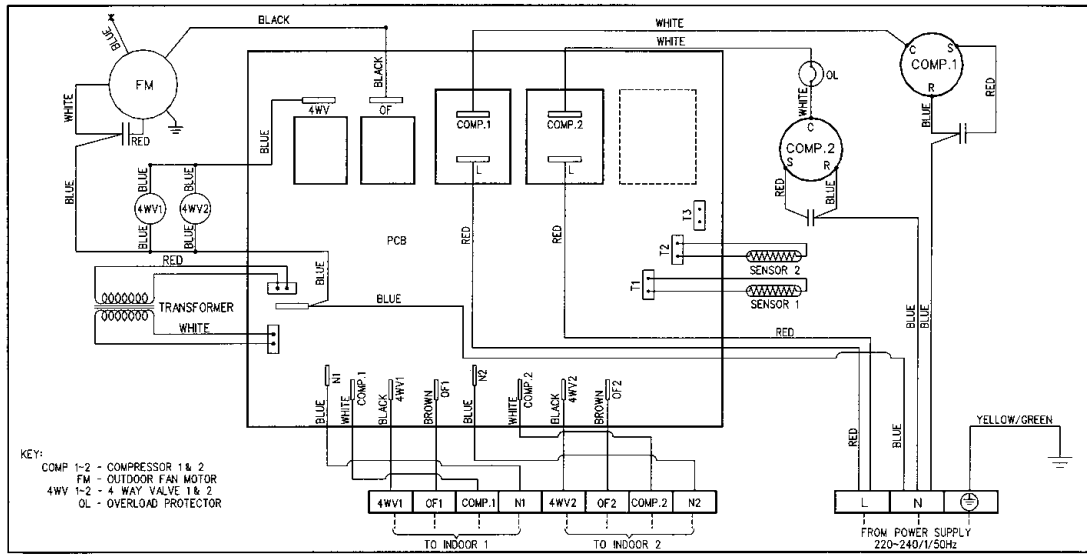 BLACK
WHITE
WHITE
BLUE
FM
WHITE
RED
BLACK
4WV
OF
BLUE
COMP.1
L
COMP.2
L
OL
WHITE
C
S
COMP.1
R
RED
BLUE
C
COMP.2
S
R
RED
BLUE
BLUE
BLUE
BLUE
4WV1
4WV2
BLUE
BLUE
PCB
RED
RED
T3
T2
SENSOR 2
T1
SENSOR 1
RED
TRANSFORMER
WHITE
BLUE
BLUE
RED
BLUE
BLUE
N1
COMP.1
4WV1
OF1
N2
COMP.2
4WV2
OF2
BLUE
WHITE
BLACK
BROWN
BLUE
WHITE
BLACK
BROWN
RED
BLUE
YELLOW/GREEN
KEY:
COMP 1~2 - COMPRESSOR 1 & 2
FM - OUTDOOR FAN MOTOR
4WV 1~2 - 4 WAY VALVE 1 & 2
OL - OVERLOAD PROTECTOR
4WV1 OF1 COMP.1 N1 4WV2 OF2 COMP.2 N2
TO INDOOR 1
TO INDOOR 2
L N
FROM POWER SUPPLY
220~240/1/50Hz